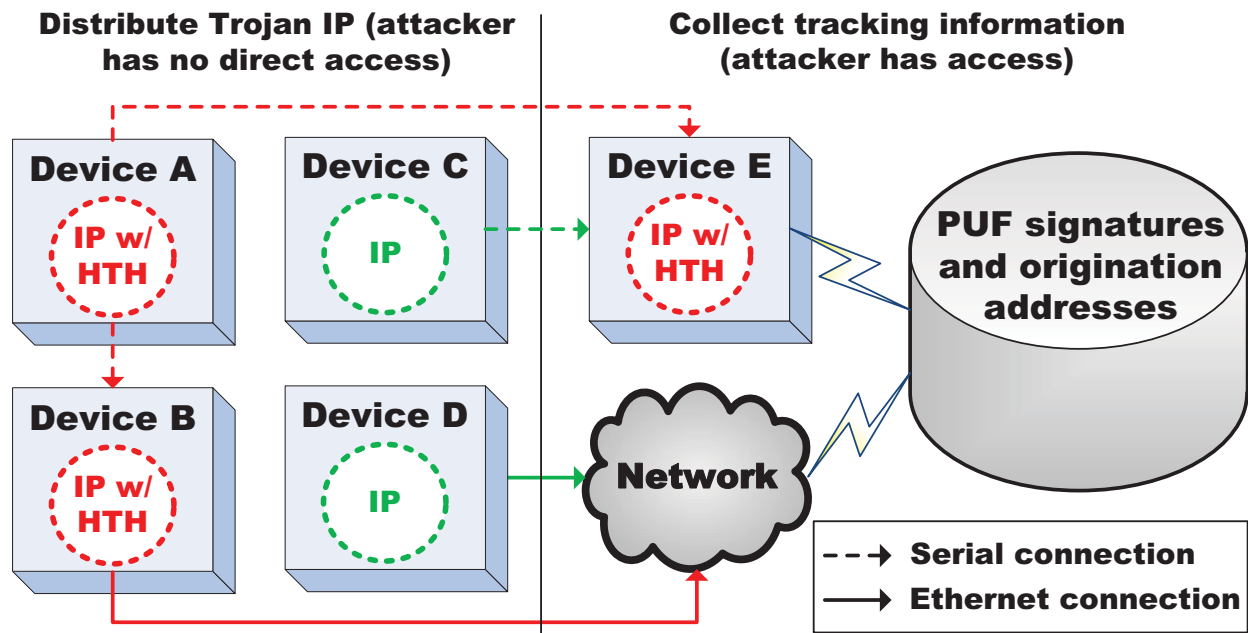 Distribute Trojan IP (attacker
has no direct access)
Collect tracking information
(attacker has access)
Device A
IP w/
HTH
Device C
IP
Device E
IP w/
HTH
PUF signatures
and origination
addresses
Device B
IP w/
HTH
Device D
IP
Network
Serial connection
Ethernet connection